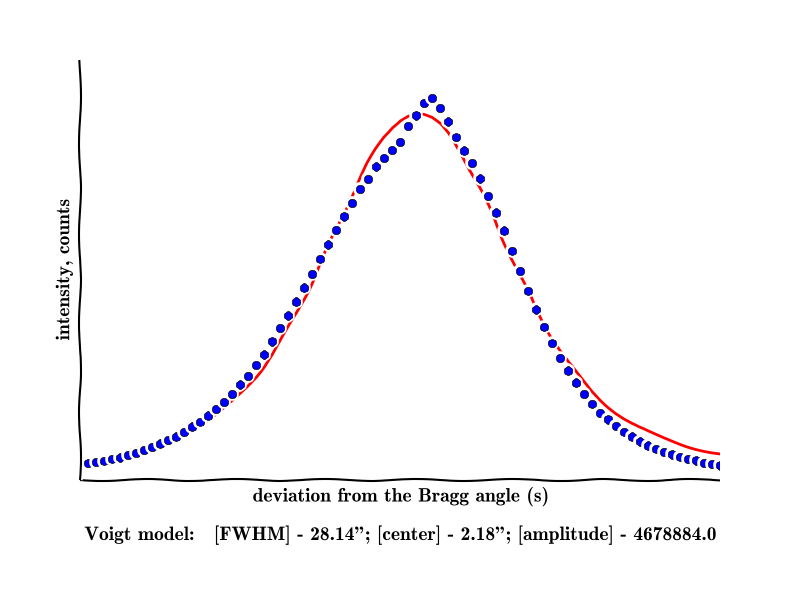 intensity, counts
deviation from the Bragg angle (s)
Voigt model: [FWHM] - 28.14”; [center] - 2.18”; [amplitude] - 4678884.0